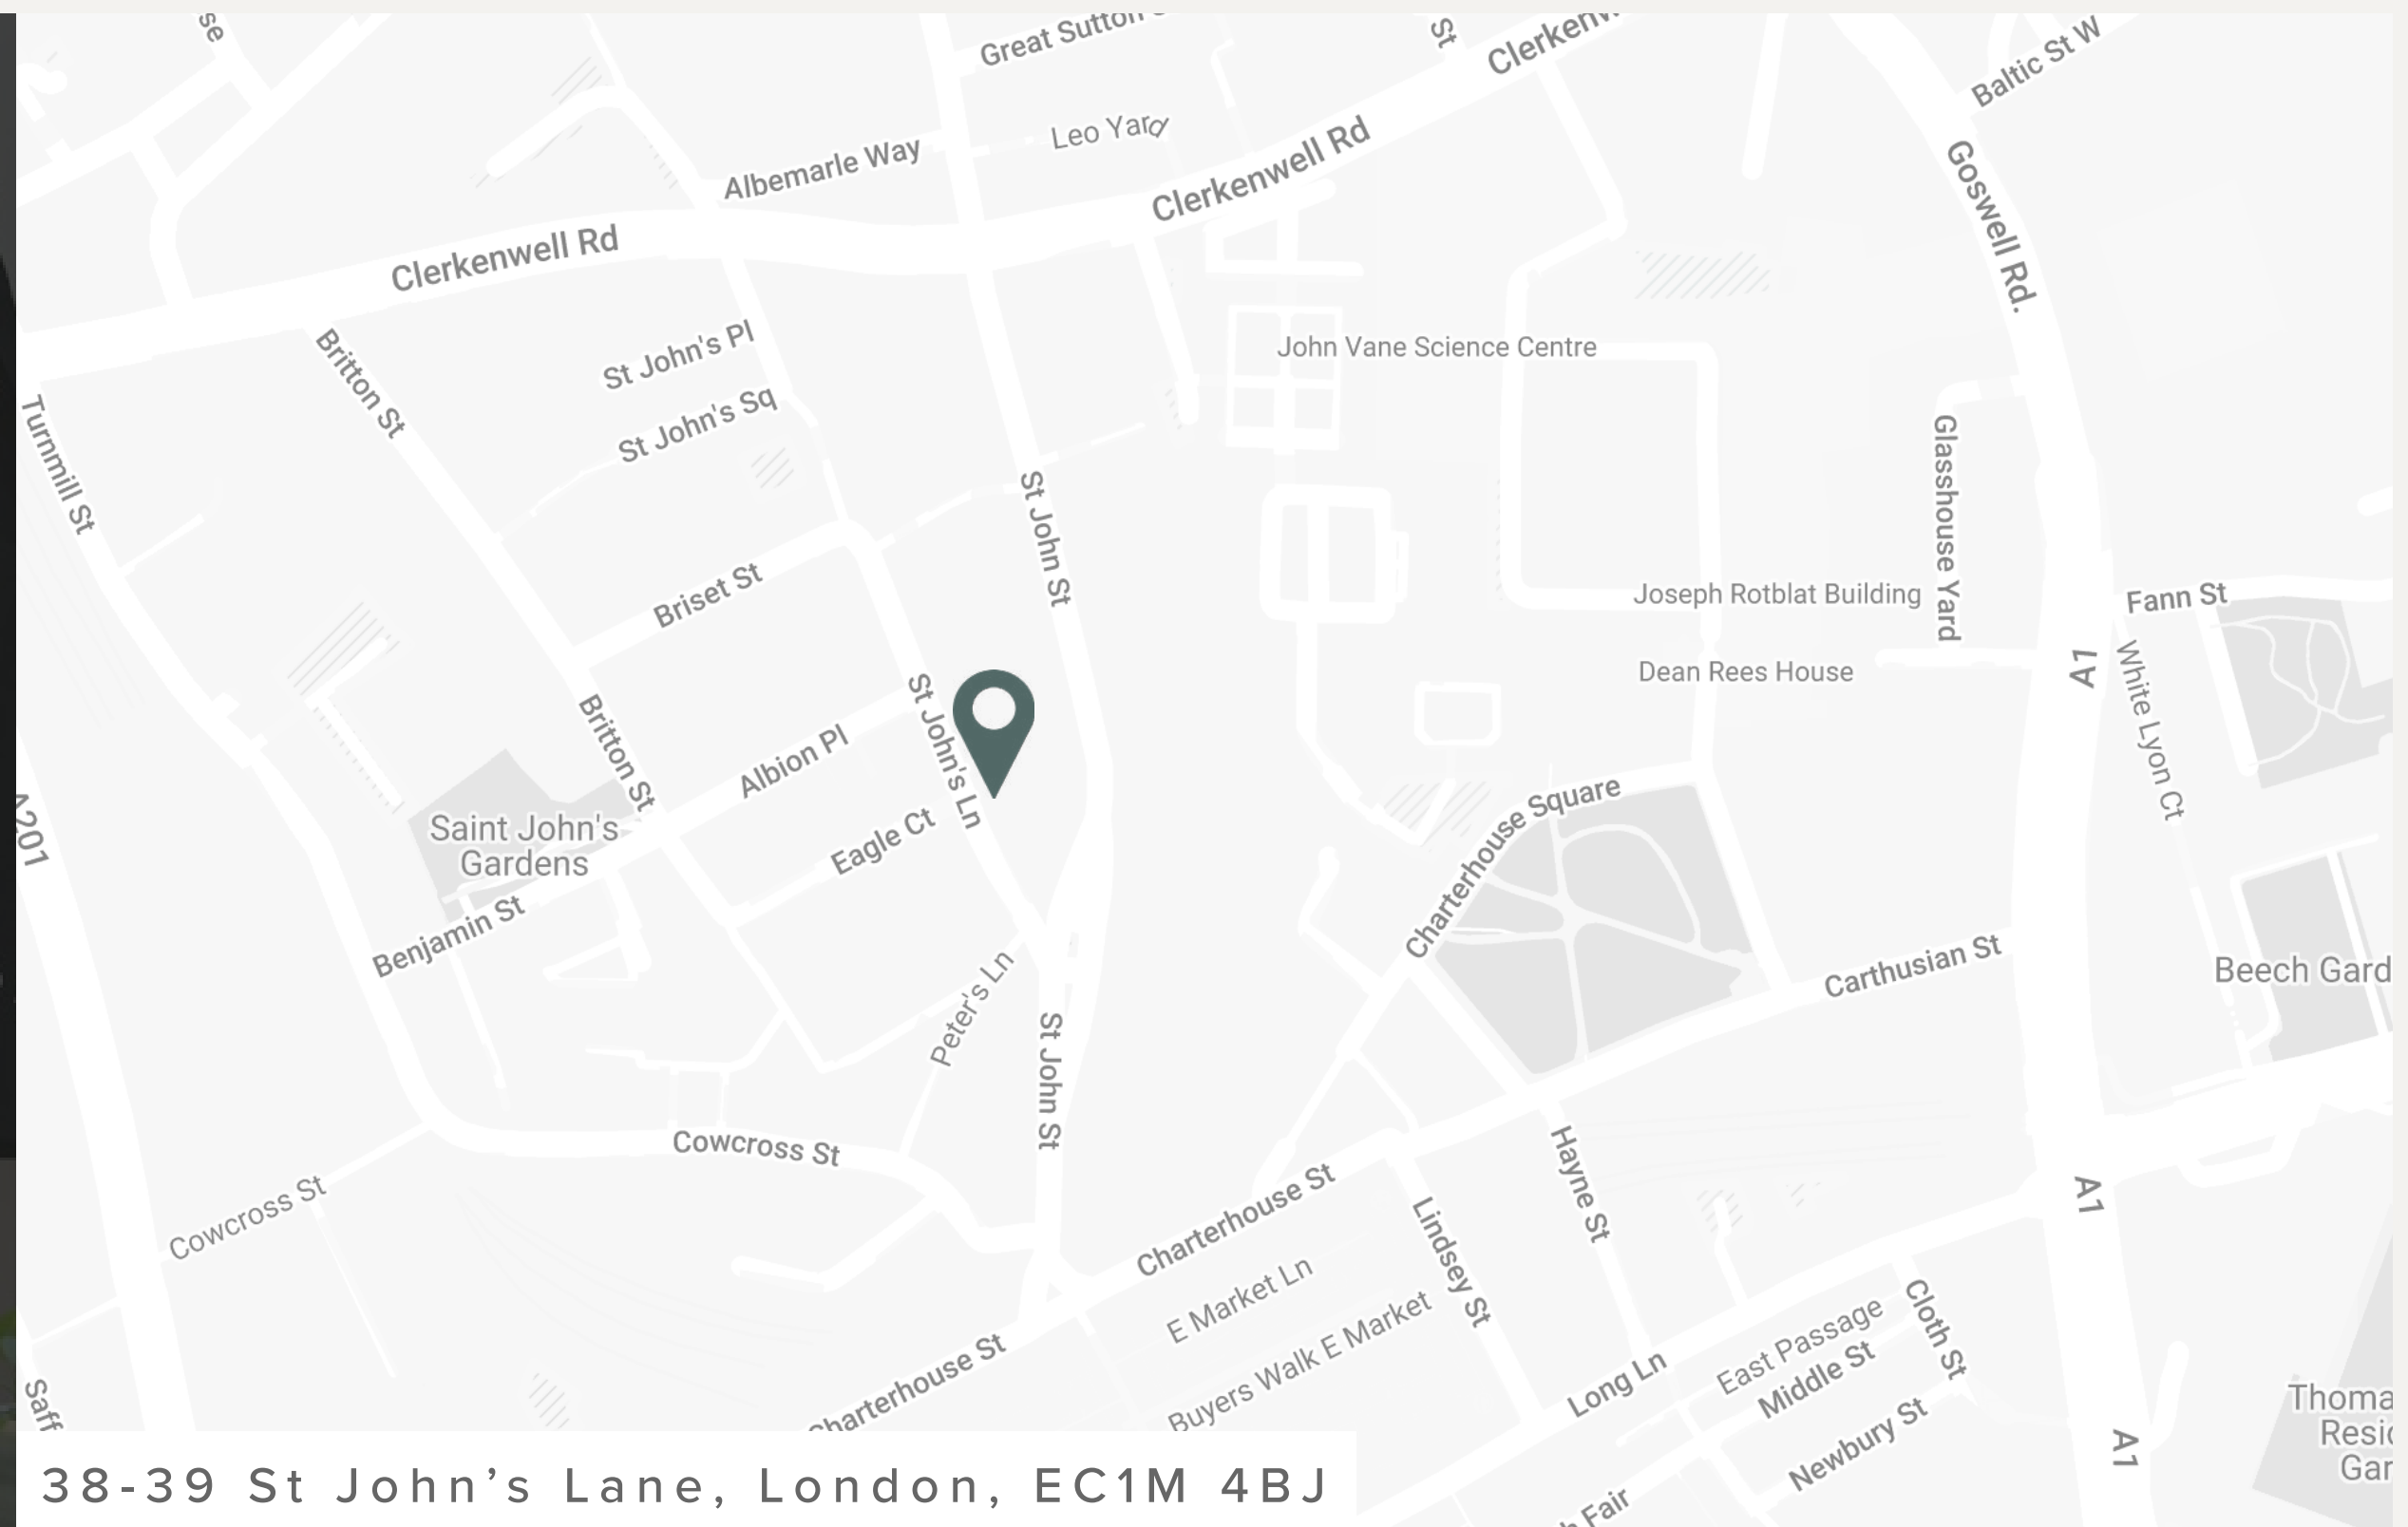 Great Sutton
St
Baltic St W
Leo Yard
Albemarle Way
Clerkenwell Rd
Clerkenwell Rd
Goswell Rd.
St John's Pl
Britton St
John Vane Science Centre
St John's Sq
Turnmill St
Glasshouse Yard
St John St
Briset St
Joseph Rotblat Building
Fann St
Dean Rees House
A1
White Lyon Ct
St John's Ln
Britton St
Albion Pl
Charterhouse Square
Eagle Ct
Saint John's
Gardens
Benjamin St
Carthusian St
Beech Gard
Peter's Ln
St John St
Cowcross St
Hayne St
Cowcross St
Charterhouse St
A1
Lindsey St
E Market Ln
Buyers Walk E Market
East Passage
Cloth St
Middle St
Long Ln
Charterhouse St
Newbury St
Saff
Thoma
Resid
Gar
A1
Fair
38-39 St John’s Lane, London, EC1M 4BJ